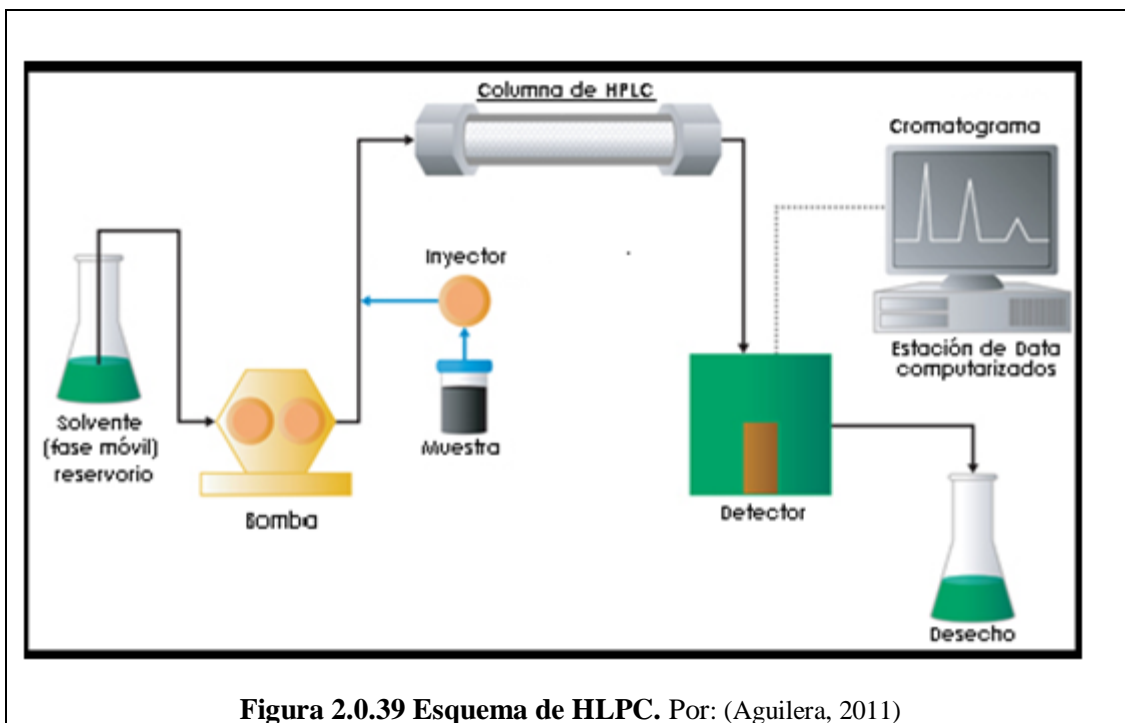 Columna de HPLC
Cromatograma
Inyector
Solvente
(fase móvil)
reservorio
Muestra
Bomba
Estación de Data
computarizados
Detector
Desecho
Figura 2.0.39 Esquema de HLPC. Por: (Aguilera, 2011)